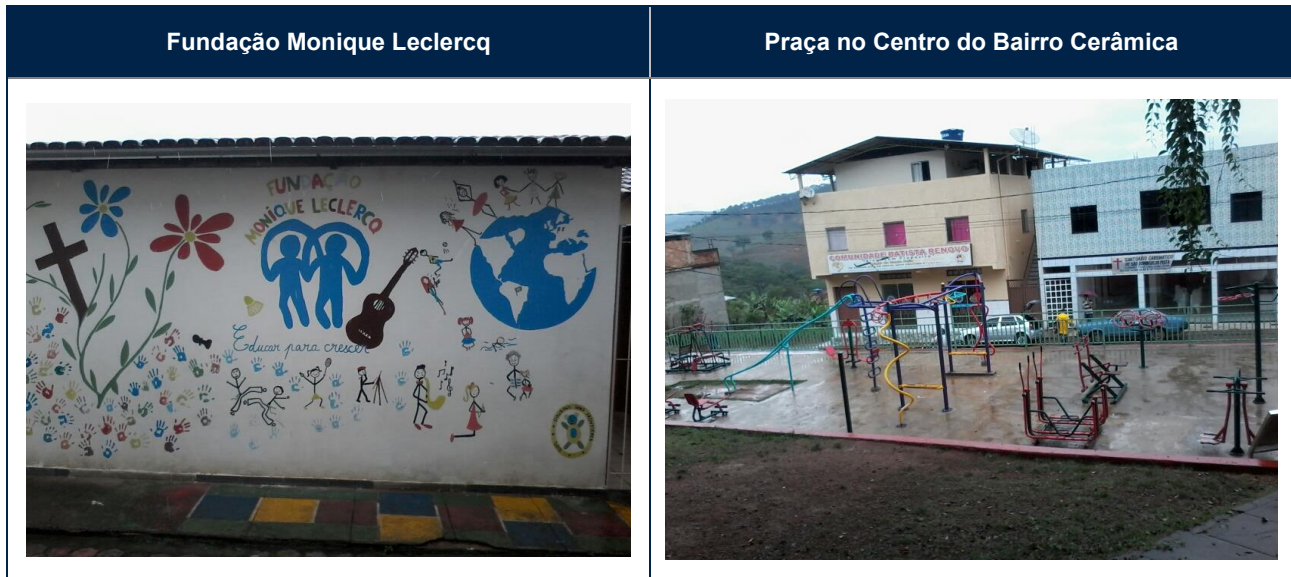 Fundação Monique Leclercq
Praça no Centro do Bairro Cerâmica
FUNDAÇÃO
MONIQUE LECLERCQ
Educar para crescer
COMUNIDADE BATISTA RENOVO